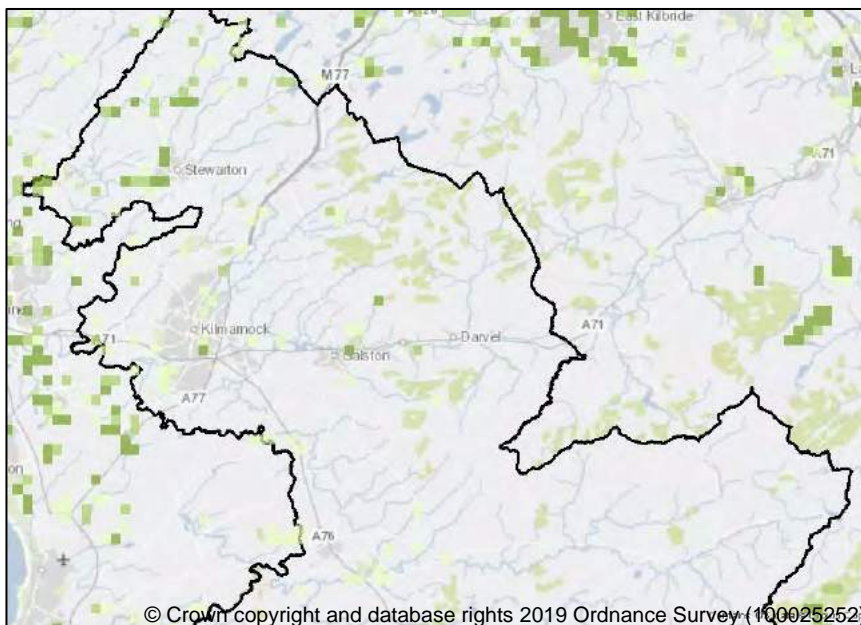 East Kilbride
M 77
A71
Stewarton
A71
Kilmarnock
A71
Galston
Darvel
A77
A76
© Crown copyright and database rights 2019 Ordnance Survey (100025252)